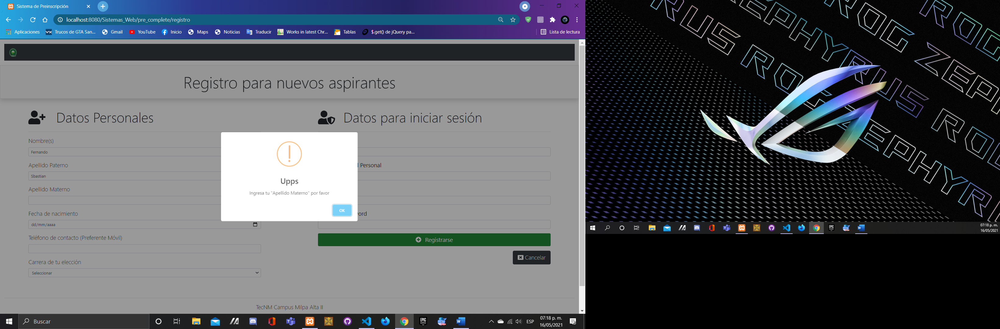 Sistema de Preinscripción
localhost:8080/Sistemas_Web/pre_complete/registro
Aplicaciones
Trucos de GTA San...
Gmail
YouTube
Inicio
Maps
Noticias
Traducir
Works in latest Chr...
Tablas
$.get() de jQuery pa...
Lista de lectura
Registro para nuevos aspirantes
Datos Personales
Nombre(s)
Fernando
Apellido Paterno
Sbastian
Apellido Materno
Fecha de nacimiento
dd/mm/aaaa
Teléfono de contacto (Preferente Móvil)
Carrera de tu elección
Seleccionar
Datos para iniciar sesión
Personal
Registrarse
Cancelar
Upps
Ingresa tu "Apellido Materno" por favor
OK
TecNM Campus Milpa Alta II
Buscar
EPIC
GAMES
ESP
07:18 p. m.
16/05/2021
ROG ZEPHYRUS ROG ZEPHYRUS
07:18 p. m.
16/05/2021